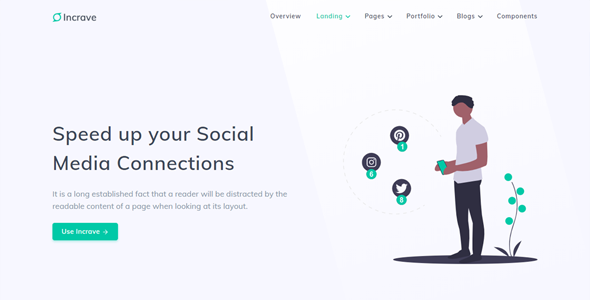 Incrave
Overview Landing Pages Portfolio Blogs Components
Speed up your Social
Media Connections
It is a long established fact that a reader will be distracted by the
readable content of a page when looking at its layout.
Use Incrave →
1
6
8